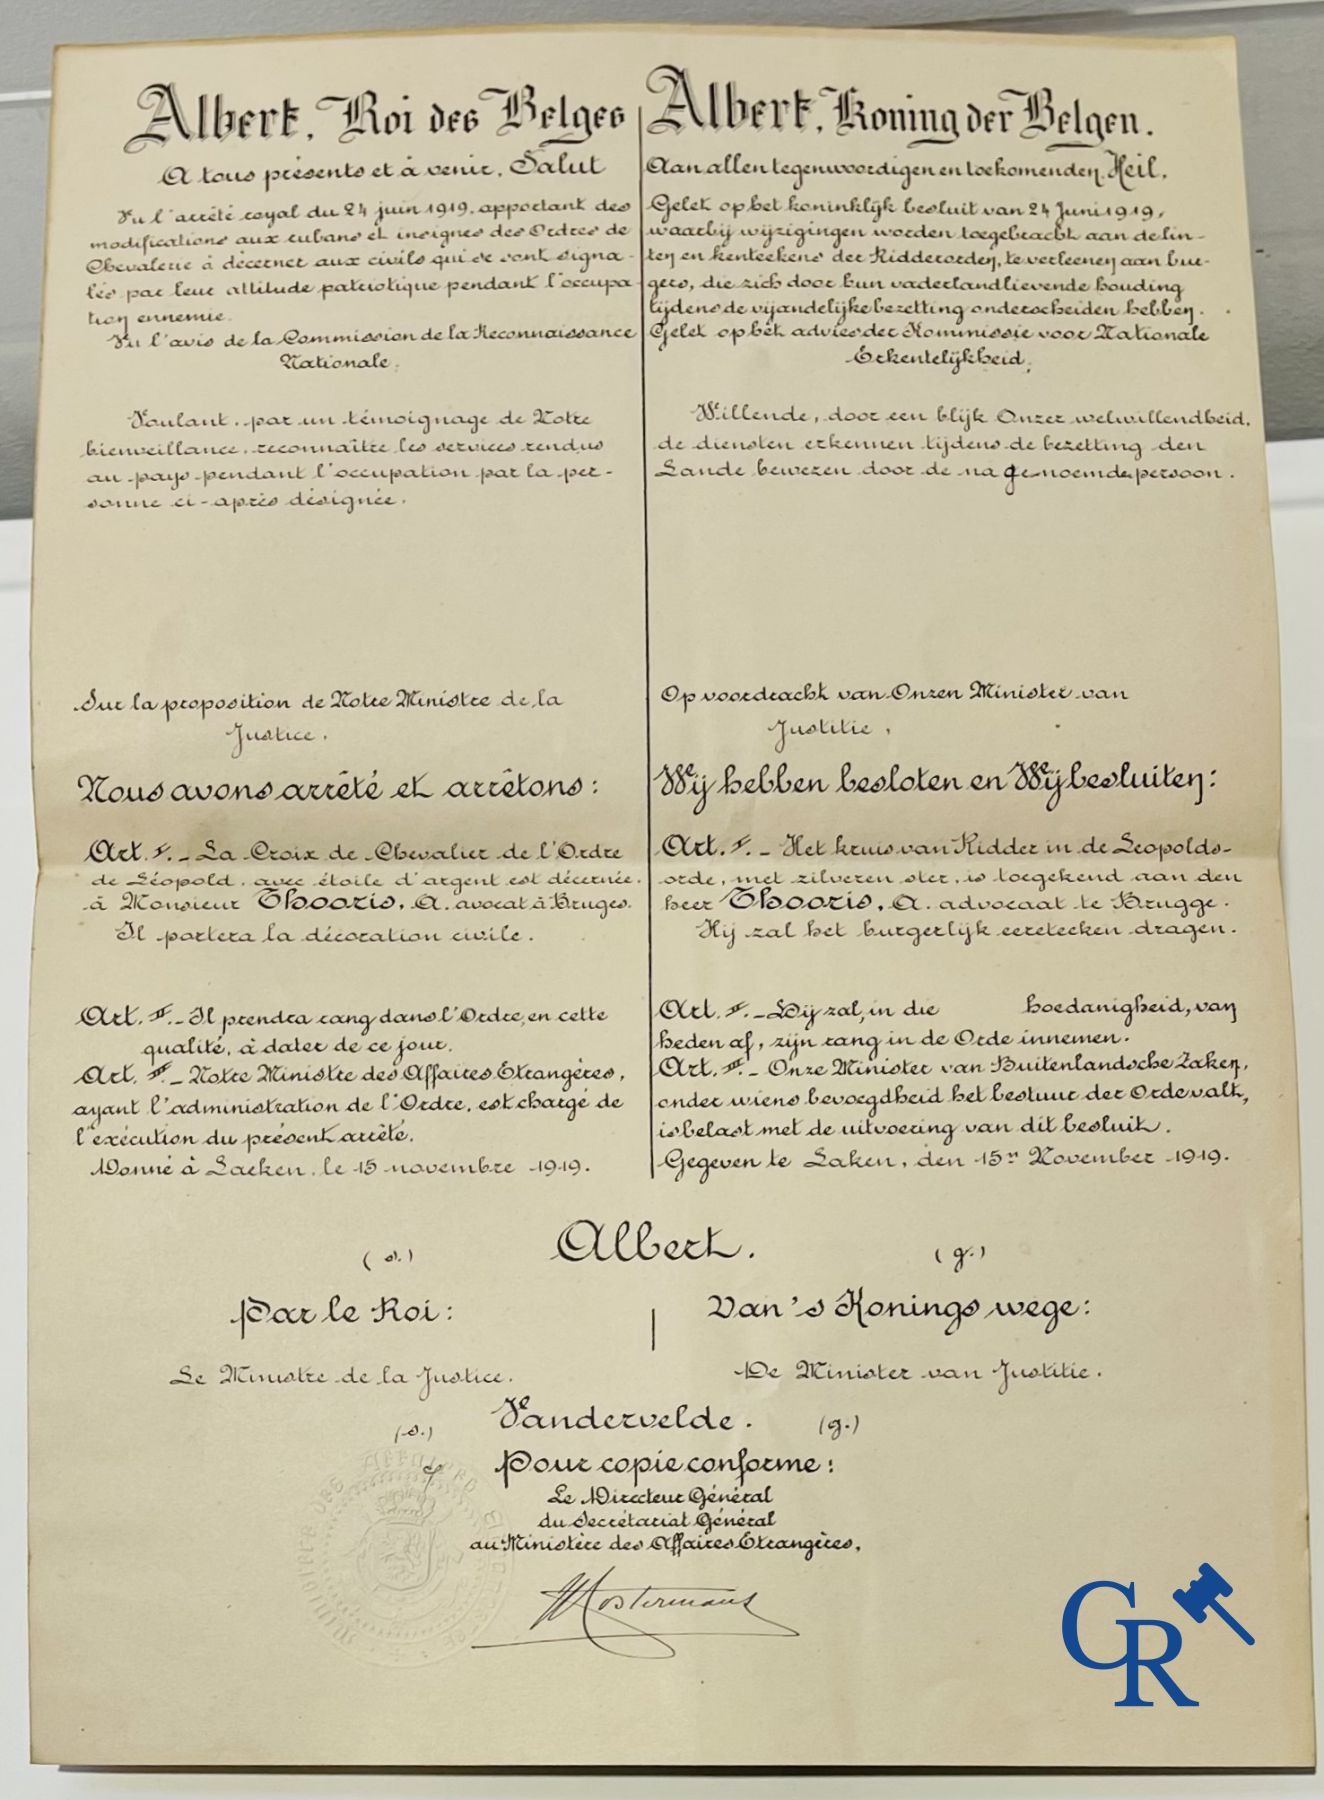 Albert, Roi des Belges
A tous présents et à venir, Salut
Vu l'arrêté royal du 24 juin 1919, apportant des
modifications aux rubans et insignes des Ordres de
Chevalerie à décerner aux civils qui se sont signa-
lés par leur attitude patriotique pendant l'occupa
tion ennemie.
Vu l'avis de la Commission de la Reconnaissance
Nationale,
Voulant, par un témoignage de Notre
bienveillance, reconnaître les services rendus
au pays pendant l'occupation par la per-
sonne ci-après désignée.
Sur la proposition de Notre Ministre de la
Justice,
Nous avons arrêté et arrêtons:
Art. I. - La Croix de Chevalier de l'Ordre
de Léopold, avec étoile d'argent est décernée
à Monsieur Thooris, A. avocat à Bruges.
Il portera la décoration civile.
Art. II. - Il prendra rang dans l'Ordre, en cette
qualité, à dater de ce jour.
Art. III. - Notre Ministre des Affaires Etrangères,
ayant l'administration de l'Ordre, est chargé de
l'exécution du présent arrêté.
Donné à Laeken, le 15 novembre 1919.
Albert, Koning der Belgen.
Aan allen tegenwoordigen en toekomenden Heil.
Gelet op het koninklijk besluit van 24 Juni 1919,
waarbij wijzigingen worden toegebracht aan de lin-
ten en kenteekens der Ridderorden, te verleenen aan bur-
gers, die zich door hun vaderlandlievende houding
tijdens de vijandelijke bezetting onderscheiden hebben.
Gelet op het advies der Kommissie voor Nationale
Erkentelijkheid;
Willende, door een blijk Onzer welwillendheid,
de diensten erkennen tijdens de bezetting den
Lande bewezen door de nagenoemde persoon.
Op voordracht van Onzen Minister van
Justitie,
Wij hebben besloten en Wij besluiten:
Art. I. - Het kruis van Ridder in de Leopolds-
orde, met zilveren ster, is toegekend aan den
heer Thooris, A. advocaat te Brugge.
Hij zal het burgerlijk eereteeken dragen.
Art. II. - Dij zal, in die hoedanigheid, van
heden af, zijn rang in de Orde innemen.
Art. III. - Onze Minister van Buitenlandsche Zaken,
onder wiens bevoegdheid het bestuur der Orde valt,
is belast met de uitvoering van dit besluit.
Gegeven te Laken, den 15n November 1919.
(s.) Albert. (g.)
Par le Roi: Van 's Konings wege:
Le Ministre de la Justice. De Minister van Justitie.
(s.) Vandervelde. (g.)
Pour copie conforme:
Le Directeur Général
du Secrétariat Général
au Ministère des Affaires Etrangères,
GR